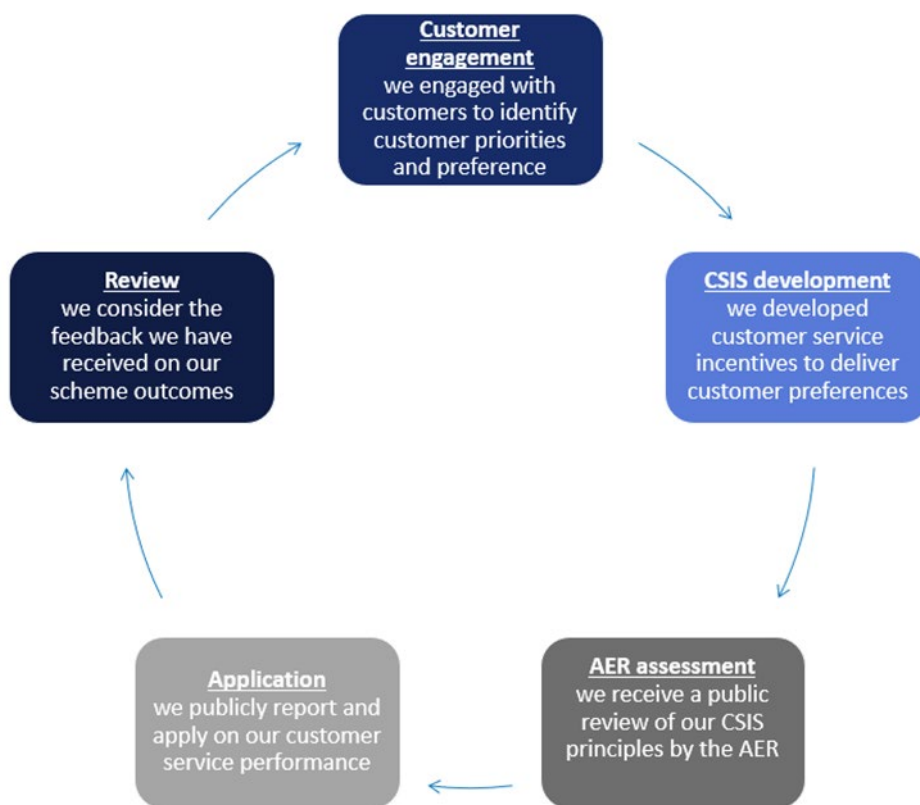 Customer
engagement
we engaged with
customers to identify
customer priorities
and preference
CSIS development
we developed
customer service
incentives to deliver
customer preferences
AER assessment
we receive a public
review of our CSIS
principles by the AER
Application
we publicly report and
apply on our customer
service performance
Review
we consider the
feedback we have
received on our
scheme outcomes